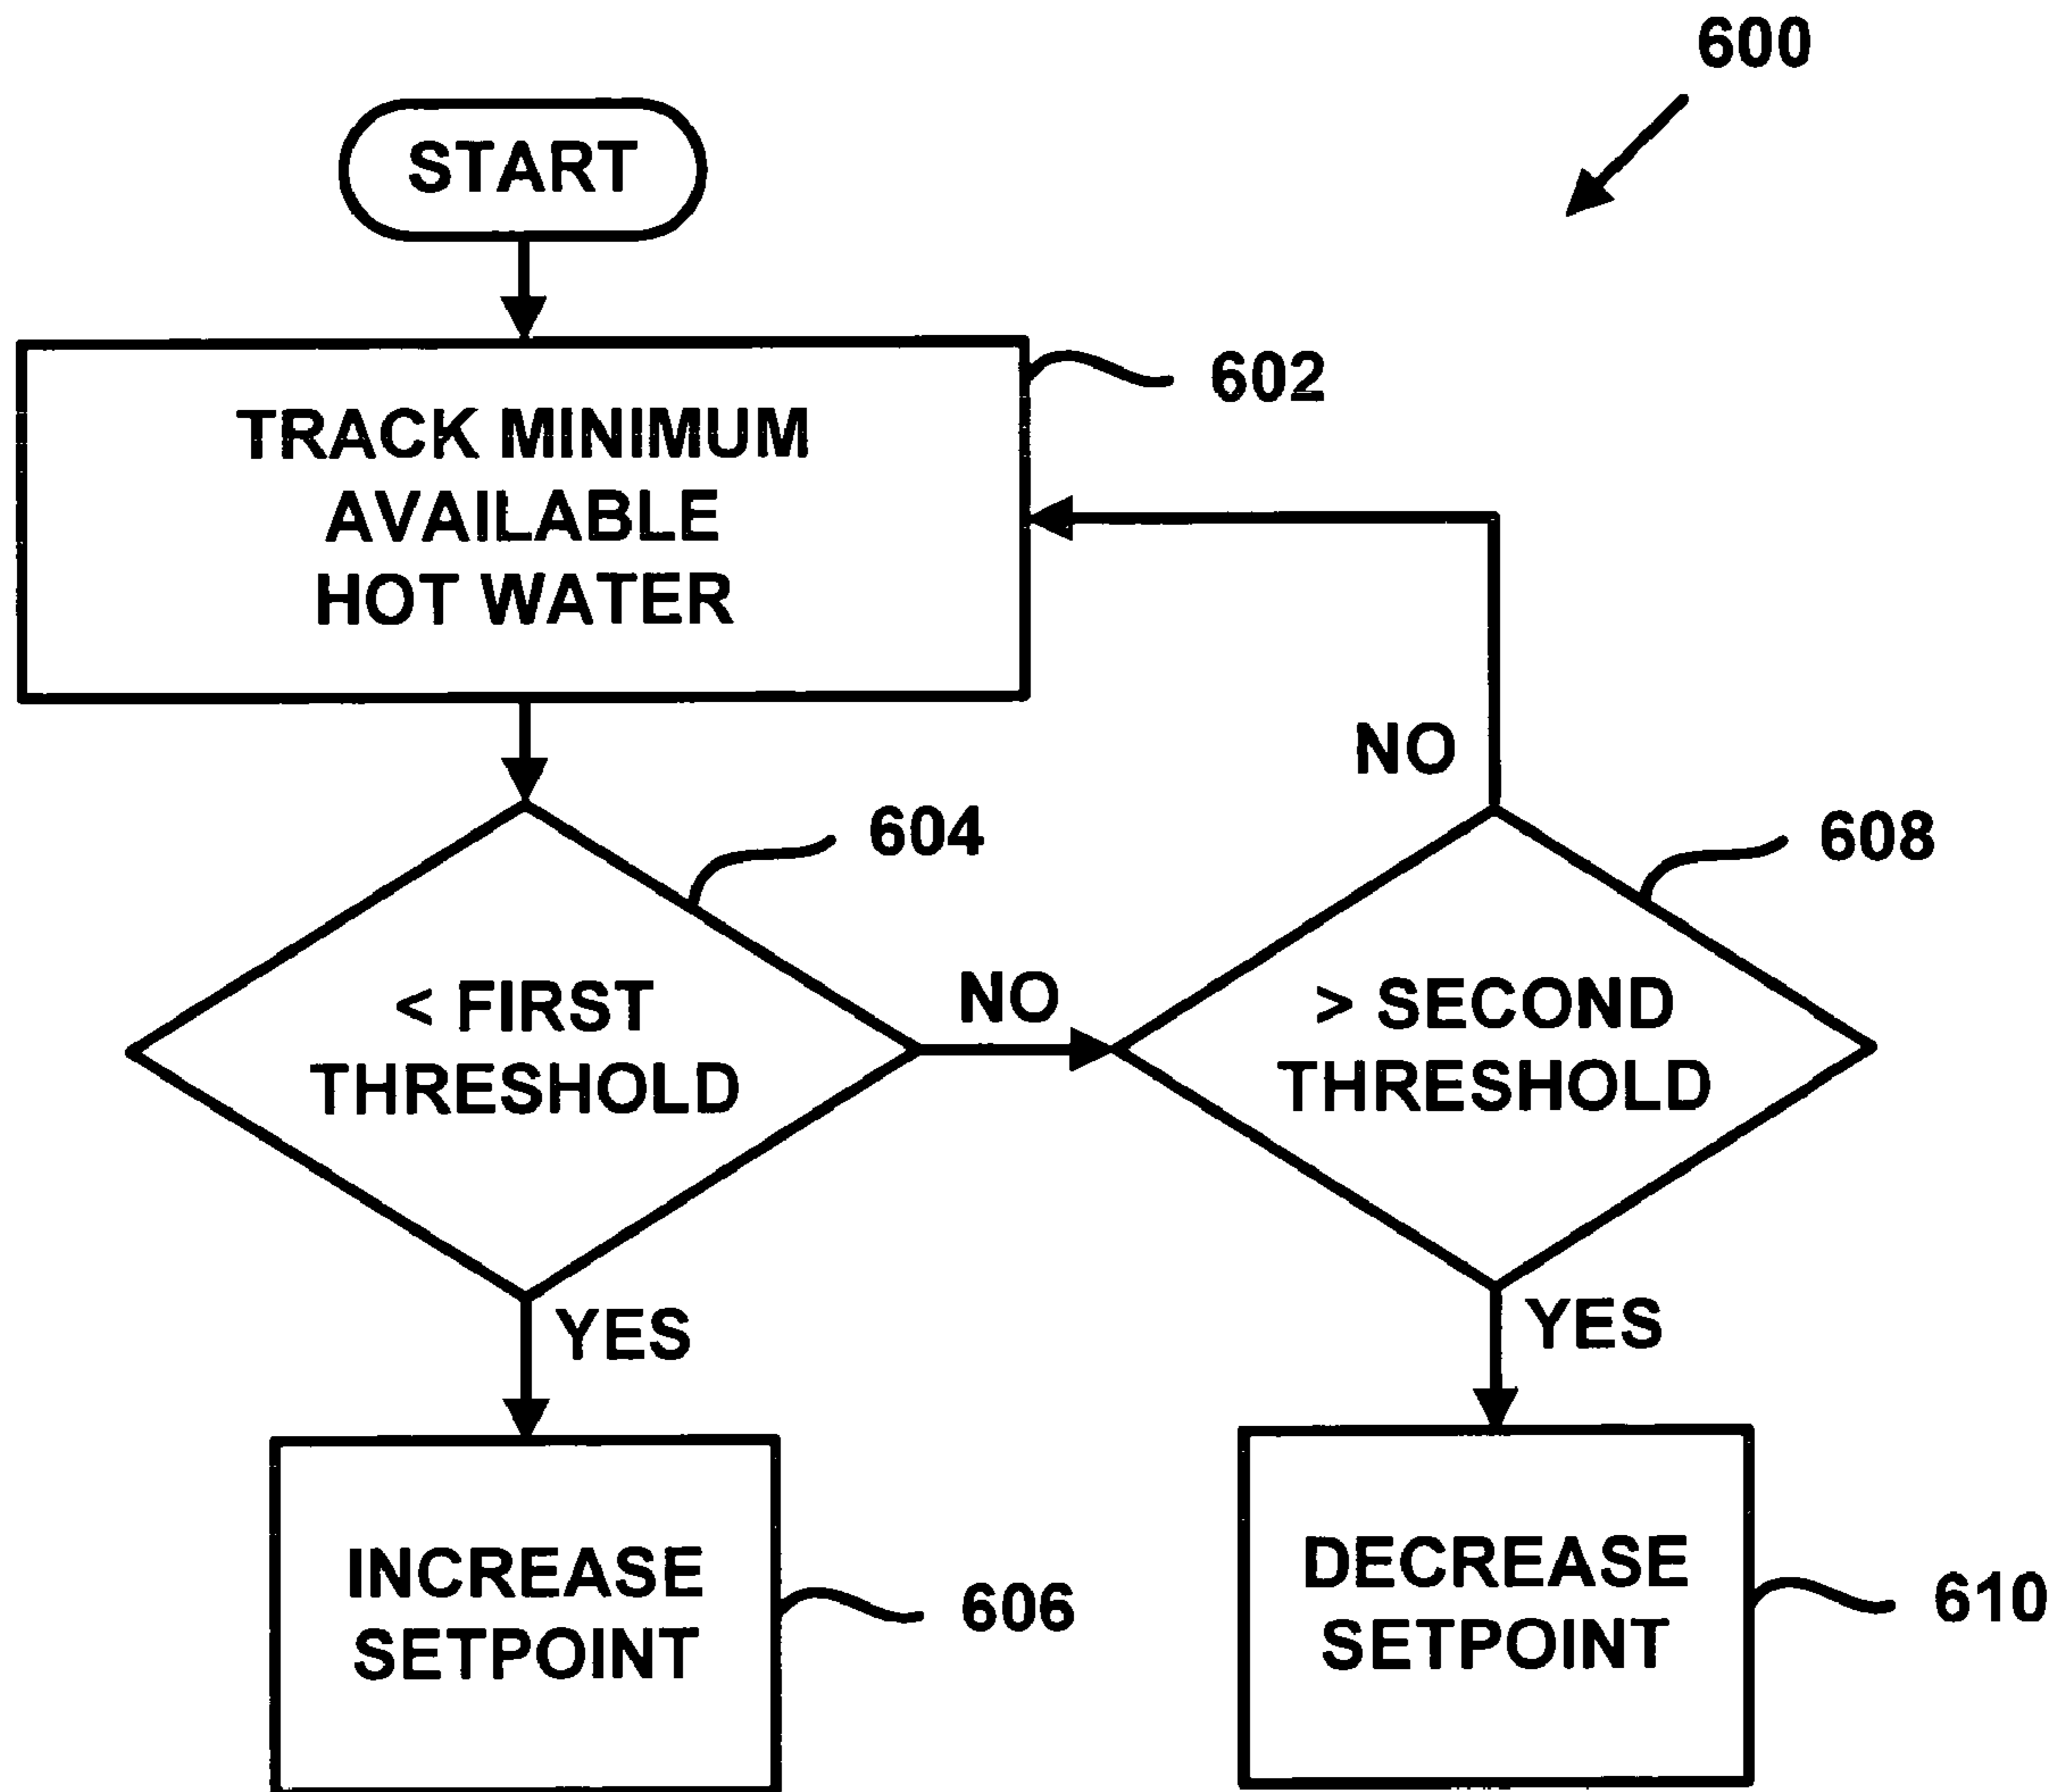 600
START
602
TRACK MINIMUM
AVAILABLE
HOT WATER
NO
604
608
< FIRST
THRESHOLD
NO
> SECOND
THRESHOLD
YES
YES
INCREASE
SETPOINT
606
DECREASE
SETPOINT
610